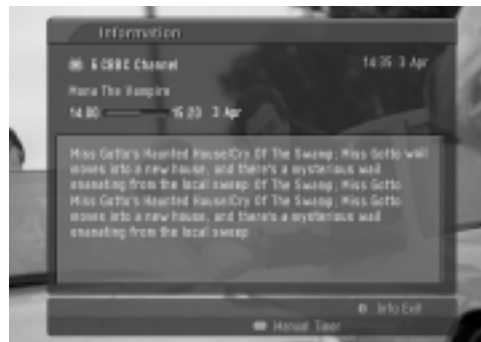 Information
6 CBBC Channel 14:35 3 Apr
Mona The Vampire
14:00 15:20 3 Apr
Miss Gotto's Haunted House/Cry Of The Swamp; Miss Gotto wail
moves into a new house, and there's a mysterious wail
emanating from the local sweep Of The Swamp, Miss Gotto
Miss Gotto's Haunted House/Cry Of The Swamp; Miss Gotto
moves into a new house, and there's a mysterious wail
emanating from the local sweep
Info Exit
Manual Timer